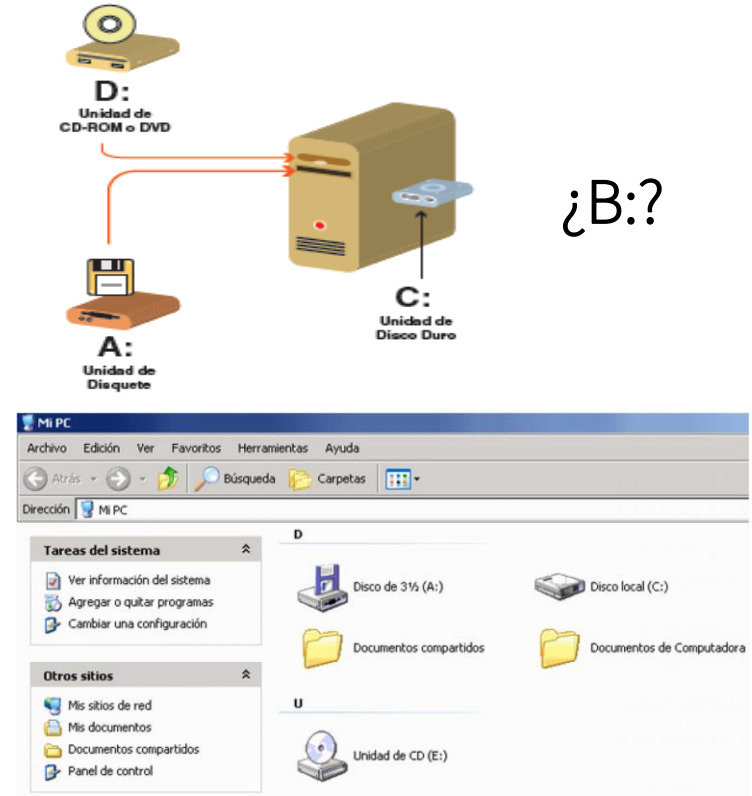 D:
Unidad de
CD-ROM o DVD
¿B:?
C:
Unidad de
Disco Duro
A:
Unidad de
Disquete
Mi PC
Archivo Edición Ver Favoritos Herramientas Ayuda
Atrás Búsqueda Carpetas
Dirección Mi PC
Tareas del sistema
Ver información del sistema
Agregar o quitar programas
Cambiar una configuración
Otros sitios
Mis sitios de red
Mis documentos
Documentos compartidos
Panel de control
D
Disco de 3½ (A:) Disco local (C:)
Documentos compartidos Documentos de Computadora
U
Unidad de CD (E:)